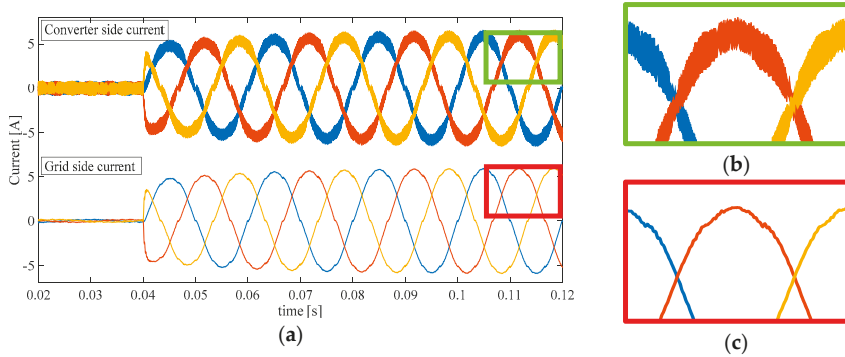 Converter side current
5
0
-5
Current [A]
Grid side current
5
0
-5
0.02 0.03 0.04 0.05 0.06 0.07 0.08 0.09 0.1 0.11 0.12
time [s]
(a)
(b)
(c)